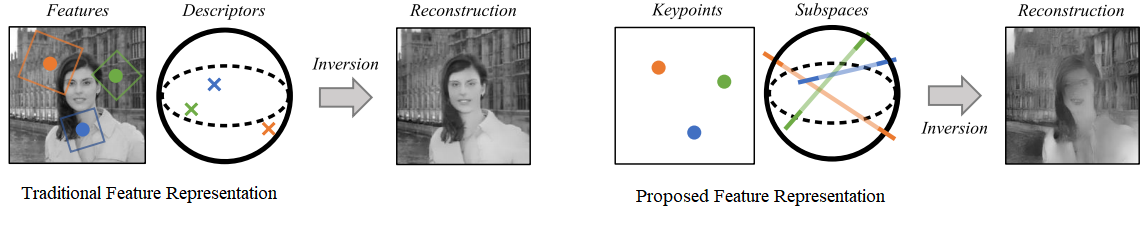 Features Descriptors Reconstruction Keypoints Subspaces Reconstruction
Inversion
Inversion
Traditional Feature Representation
Proposed Feature Representation